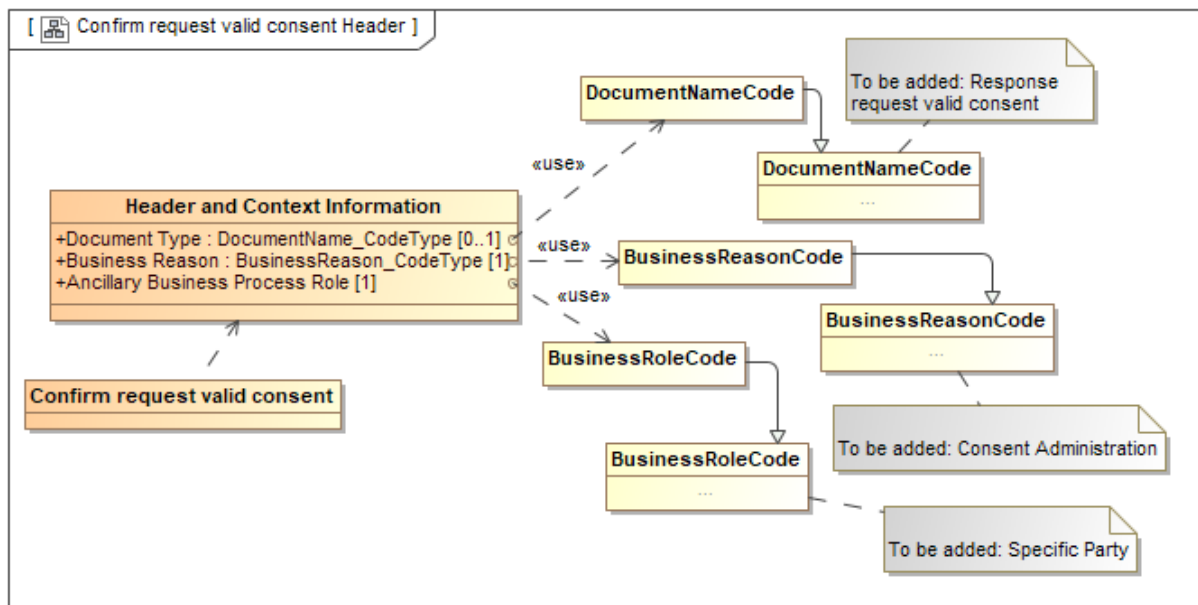 [ Confirm request valid consent Header ]
DocumentNameCode
To be added: Response
request valid consent
«use»
DocumentNameCode
...
Header and Context Information
+Document Type : DocumentName_CodeType [0..1]
+Business Reason : BusinessReason_CodeType [1]
+Ancillary Business Process Role [1]
«use»
BusinessReasonCode
«use»
BusinessReasonCode
...
BusinessRoleCode
Confirm request valid consent
To be added: Consent Administration
BusinessRoleCode
...
To be added: Specific Party